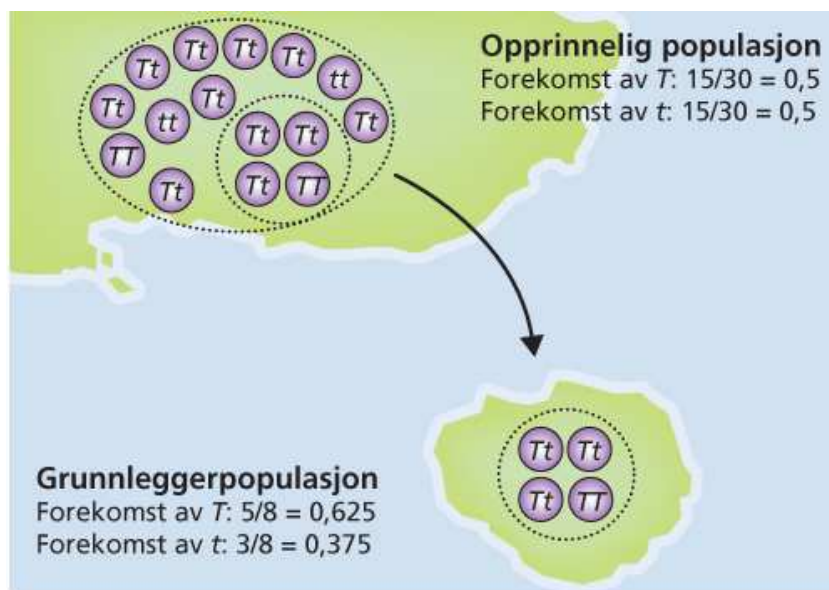 Opprinnelig populasjon
Forekomst av T: 15/30 = 0,5
Forekomst av t: 15/30 = 0,5
Tt Tt Tt Tt tt Tt
Tt Tt tt
TT Tt
Tt Tt
Tt TT
Tt Tt
Tt TT
Grunnleggerpopulasjon
Forekomst av T: 5/8 = 0,625
Forekomst av t: 3/8 = 0,375